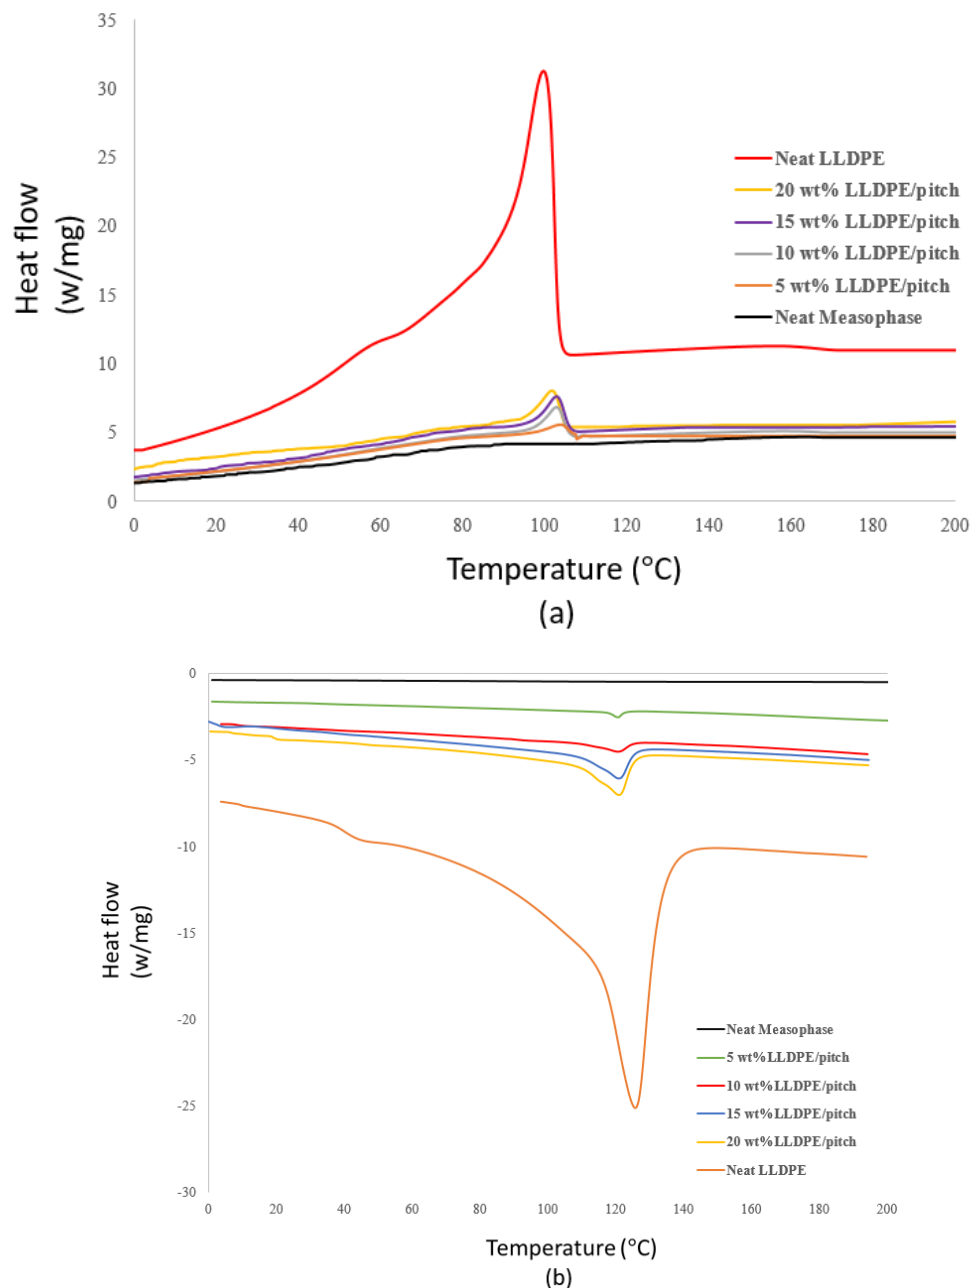 35
30
25
20
15
10
5
0
Heat flow
(w/mg)
Neat LLDPE
20 wt% LLDPE/pitch
15 wt% LLDPE/pitch
10 wt% LLDPE/pitch
5 wt% LLDPE/pitch
Neat Measophase
0 20 40 60 80 100 120 140 160 180 200
Temperature (°C)
(a)
0
-5
-10
-15
-20
-25
-30
Heat flow
(w/mg)
Neat Measophase
5 wt%LLDPE/pitch
10 wt%LLDPE/pitch
15 wt%LLDPE/pitch
20 wt%LLDPE/pitch
Neat LLDPE
0 20 40 60 80 100 120 140 160 180 200
Temperature (°C)
(b)